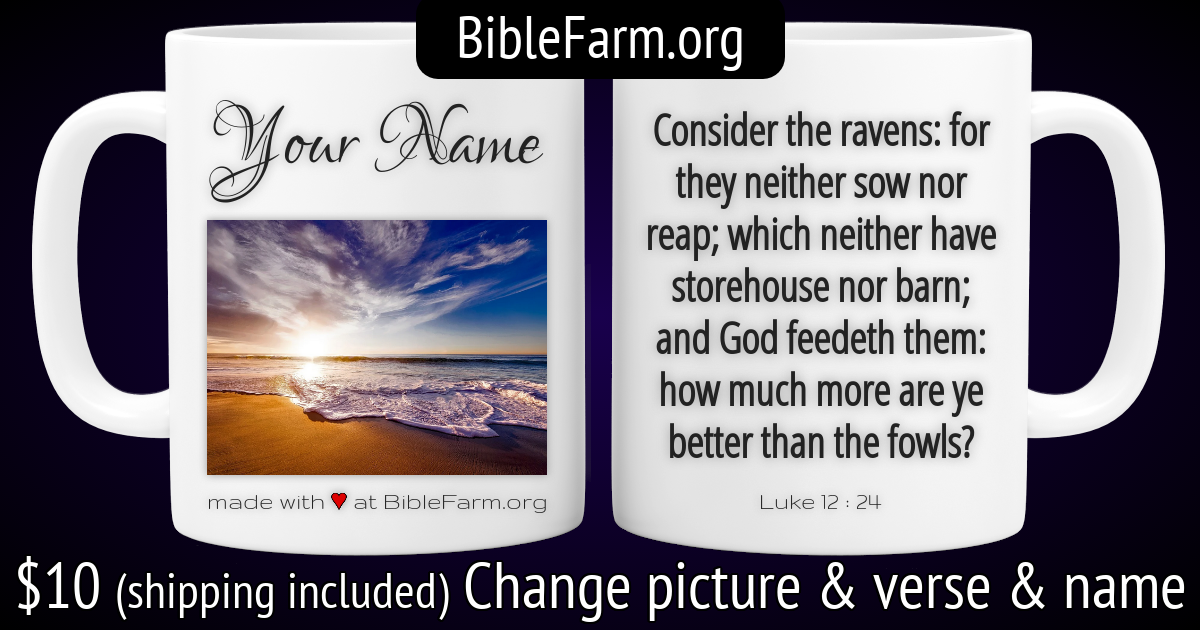 BibleFarm.org
Your Name
made with ♥ at BibleFarm.org
Consider the ravens: for
they neither sow nor
reap; which neither have
storehouse nor barn;
and God feedeth them:
how much more are ye
better than the fowls?
Luke 12 : 24
$10 (shipping included) Change picture & verse & name